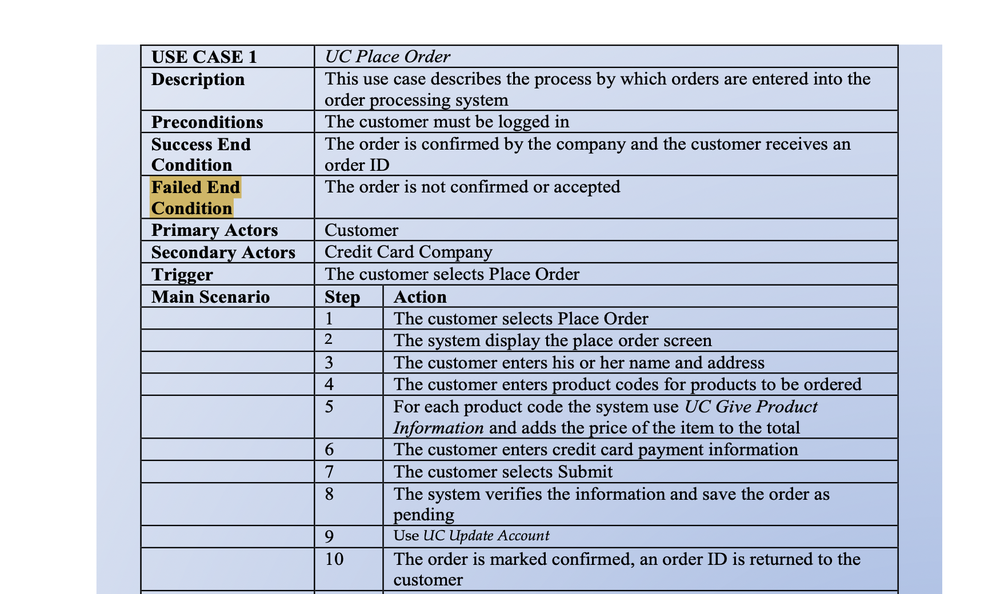 USE CASE 1 UC Place Order
Description This use case describes the process by which orders are entered into the
order processing system
Preconditions The customer must be logged in
Success End The order is confirmed by the company and the customer receives an
Condition order ID
Failed End The order is not confirmed or accepted
Condition
Primary Actors Customer
Secondary Actors Credit Card Company
Trigger The customer selects Place Order
Main Scenario Step Action
1 The customer selects Place Order
2 The system display the place order screen
3 The customer enters his or her name and address
4 The customer enters product codes for products to be ordered
5 For each product code the system use UC Give Product
Information and adds the price of the item to the total
6 The customer enters credit card payment information
7 The customer selects Submit
8 The system verifies the information and save the order as
pending
9 Use UC Update Account
10 The order is marked confirmed, an order ID is returned to the
customer